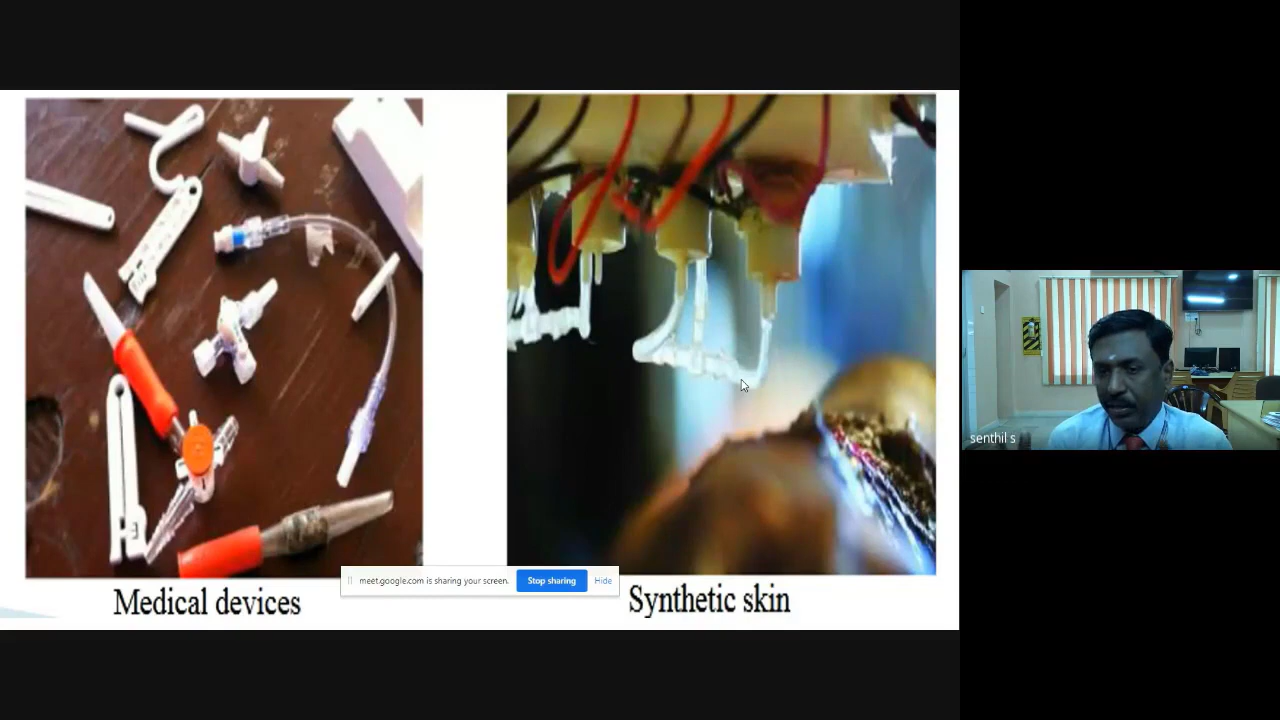 Medical devices
Synthetic skin
meet.google.com is sharing your screen.
Stop sharing
Hide
senthil s